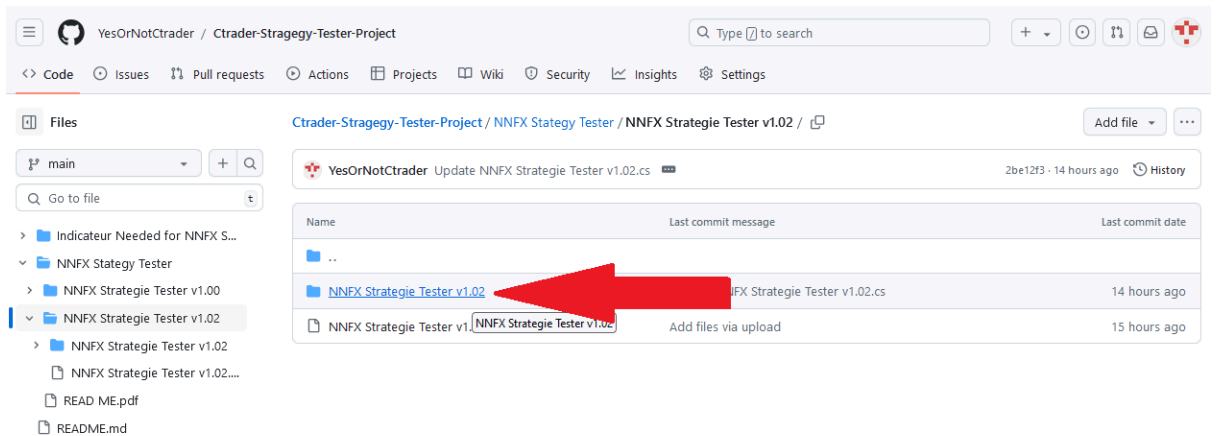 YesOrNotCtrader / Ctrader-Stragegy-Tester-Project
Type / to search
Code Issues Pull requests Actions Projects Wiki Security Insights Settings
Files
main
Go to file t
Indicateur Needed for NNFX S...
NNFX Stategy Tester
NNFX Strategie Tester v1.00
NNFX Strategie Tester v1.02
NNFX Strategie Tester v1.02
NNFX Strategie Tester v1.02....
READ ME.pdf
README.md
Ctrader-Stragegy-Tester-Project / NNFX Stategy Tester / NNFX Strategie Tester v1.02 /
Add file
YesOrNotCtrader Update NNFX Strategie Tester v1.02.cs
2be12f3 · 14 hours ago History
Name Last commit message Last commit date
..
NNFX Strategie Tester v1.02 NFX Strategie Tester v1.02.cs 14 hours ago
NNFX Strategie Tester v1. Add files via upload 15 hours ago
NNFX Strategie Tester v1.02